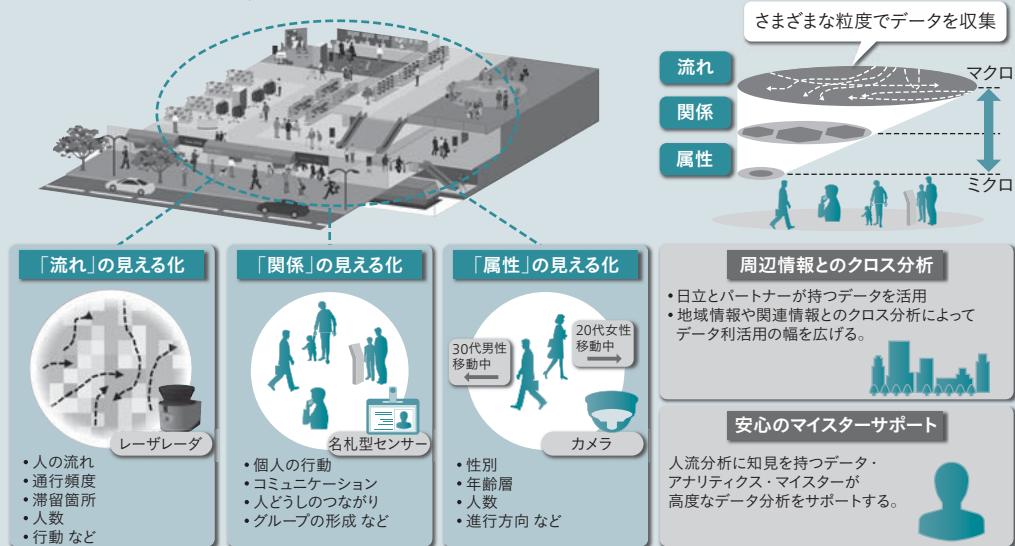 さまざまな粒度でデータを収集
流れ
関係
属性
マクロ
ミクロ
「流れ」の見える化
レーザレーダ
• 人の流れ
• 通行頻度
• 滞留箇所
• 人数
• 行動 など
「関係」の見える化
名札型センサー
• 個人の行動
• コミュニケーション
• 人どうしのつながり
• グループの形成 など
「属性」の見える化
30代男性
移動中
20代女性
移動中
カメラ
• 性別
• 年齢層
• 人数
• 進行方向 など
周辺情報とのクロス分析
• 日立とパートナーが持つデータを活用
• 地域情報や関連情報とのクロス分析によって
データ利活用の幅を広げる。
安心のマイスターサポート
人流分析に知見を持つデータ・
アナリティクス・マイスターが
高度なデータ分析をサポートする。